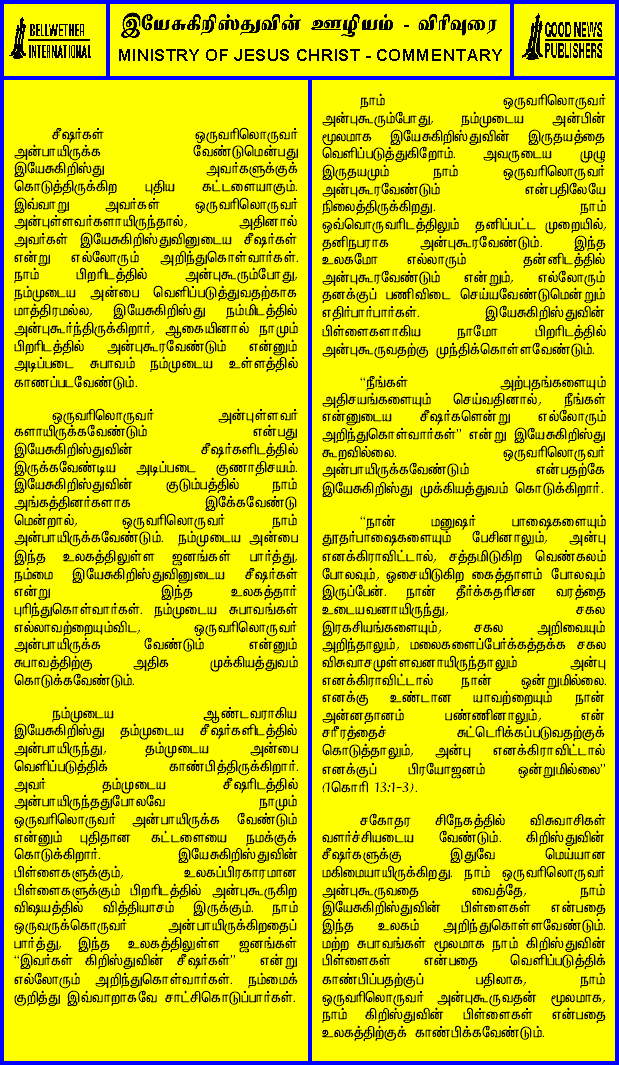 BELLWETHER
INTERNATIONAL
இயேசுகிறிஸ்துவின் ஊழியம் - விரிவுரை
MINISTRY OF JESUS CHRIST - COMMENTARY
GOOD NEWS
PUBLISHERS
சீஷர்கள் ஒருவரிலொருவர்
அன்பாயிருக்க வேண்டுமென்பது
இயேசுகிறிஸ்து அவர்களுக்குக்
கொடுத்திருக்கிற புதிய கட்டளையாகும்.
இவ்வாறு அவர்கள் ஒருவரிலொருவர்
அன்புள்ளவர்களாயிருந்தால், அதினால்
அவர்கள் இயேசுகிறிஸ்துவினுடைய சீஷர்கள்
என்று எல்லோரும் அறிந்துகொள்வார்கள்.
நாம் பிறரிடத்தில் அன்புகூரும்போது,
நம்முடைய அன்பை வெளிப்படுத்துவதற்காக
மாத்திரமல்ல, இயேசுகிறிஸ்து நம்மிடத்தில்
அன்புகூர்ந்திருக்கிறார், ஆகையினால் நாமும்
பிறரிடத்தில் அன்புகூரவேண்டும் என்னும்
அடிப்படை சுபாவம் நம்முடைய உள்ளத்தில்
காணப்படவேண்டும்.
ஒருவரிலொருவர் அன்புள்ளவர்
களாயிருக்கவேண்டும் என்பது
இயேசுகிறிஸ்துவின் சீஷர்களிடத்தில்
இருக்கவேண்டிய அடிப்படை குணாதிசயம்.
இயேசுகிறிஸ்துவின் குடும்பத்தில் நாம்
அங்கத்தினர்களாக இக்கேவண்டு
மென்றால், ஒருவரிலொருவர் நாம்
அன்பாயிருக்கவேண்டும். நம்முடைய அன்பை
இந்த உலகத்திலுள்ள ஜனங்கள் பார்த்து,
நம்மை இயேசுகிறிஸ்துவினுடைய சீஷர்கள்
என்று இந்த உலகத்தார்
புரிந்துகொள்வார்கள். நம்முடைய சுபாவங்கள்
எல்லாவற்றையும்விட, ஒருவரிலொருவர்
அன்பாயிருக்க வேண்டும் என்னும்
சுபாவத்திற்கு அதிக முக்கியத்துவம்
கொடுக்கவேண்டும்.
நம்முடைய ஆண்டவராகிய
இயேசுகிறிஸ்து தம்முடைய சீஷர்களிடத்தில்
அன்பாயிருந்து, தம்முடைய அன்பை
வெளிப்படுத்திக் காண்பித்திருக்கிறார்.
அவர் தம்முடைய சீஷரிடத்தில்
அன்பாயிருந்ததுபோலவே நாமும்
ஒருவரிலொருவர் அன்பாயிருக்க வேண்டும்
என்னும் புதிதான கட்டளையை நமக்குக்
கொடுக்கிறார். இயேசுகிறிஸ்துவின்
பிள்ளைகளுக்கும், உலகப்பிரகாரமான
பிள்ளைகளுக்கும் பிறரிடத்தில் அன்புகூருகிற
விஷயத்தில் வித்தியாசம் இருக்கும். நாம்
ஒருவருக்கொருவர் அன்பாயிருக்கிறதைப்
பார்த்து, இந்த உலகத்திலுள்ள ஜனங்கள்
“இவர்கள் கிறிஸ்துவின் சீஷர்கள்” என்று
எல்லோரும் அறிந்துகொள்வார்கள். நம்மைக்
குறித்து இவ்வாறாகவே சாட்சிகொடுப்பார்கள்.
நாம் ஒருவரிலொருவர்
அன்புகூரும்போது, நம்முடைய அன்பின்
மூலமாக இயேசுகிறிஸ்துவின் இருதயத்தை
வெளிப்படுத்துகிறோம். அவருடைய முழு
இருதயமும் நாம் ஒருவரிலொருவர்
அன்புகூரவேண்டும் என்பதிலேயே
நிலைத்திருக்கிறது. நாம்
ஒவ்வொருவரிடத்திலும் தனிப்பட்ட முறையில்,
தனிநபராக அன்புகூரவேண்டும். இந்த
உலகமோ எல்லாரும் தன்னிடத்தில்
அன்புகூரவேண்டும் என்றும், எல்லோரும்
தனக்குப் பணிவிடை செய்யவேண்டுமென்றும்
எதிர்பார்பார்கள். இயேசுகிறிஸ்துவின்
பிள்ளைகளாகிய நாமோ பிறரிடத்தில்
அன்புகூருவதற்கு முந்திக்கொள்ளவேண்டும்.
“நீங்கள் அற்புதங்களையும்
அதிசயங்களையும் செய்வதினால், நீங்கள்
என்னுடைய சீஷர்களென்று எல்லோரும்
அறிந்துகொள்வார்கள்” என்று இயேசுகிறிஸ்து
கூறவில்லை. ஒருவரிலொருவர்
அன்பாயிருக்கவேண்டும் என்பதற்கே
இயேசுகிறிஸ்து முக்கியத்துவம் கொடுக்கிறார்.
“நான் மனுஷர் பாஷைகளையும்
தூதர்பாஷைகளையும் பேசினாலும், அன்பு
எனக்கிராவிட்டால், சத்தமிடுகிற வெண்கலம்
போலவும், ஓசையிடுகிற கைத்தாளம் போலவும்
இருப்பேன். நான் தீர்க்கதரிசன வரத்தை
உடையவனாயிருந்து, சகல
இரகசியங்களையும், சகல அறிவையும்
அறிந்தாலும், மலைகளைப்பேர்க்கத்தக்க சகல
விசுவாசமுள்ளவனாயிருந்தாலும் அன்பு
எனக்கிராவிட்டால் நான் ஒன்றுமில்லை.
எனக்கு உண்டான யாவற்றையும் நான்
அன்னதானம் பண்ணினாலும், என்
சரீரத்தைச் சுட்டெரிக்கப்படுவதற்குக்
கொடுத்தாலும், அன்பு எனக்கிராவிட்டால்
எனக்குப் பிரயோஜனம் ஒன்றுமில்லை”
(1கொரி 13:1-3).
சகோதர சிநேகத்தில் விசுவாசிகள்
வளர்ச்சியடைய வேண்டும். கிறிஸ்துவின்
சீஷர்களுக்கு இதுவே மெய்யான
மகிமையாயிருக்கிறது. நாம் ஒருவரிலொருவர்
அன்புகூருவதை வைத்தே, நாம்
இயேசுகிறிஸ்துவின் பிள்ளைகள் என்பதை
இந்த உலகம் அறிந்துகொள்ளவேண்டும்.
மற்ற சுபாவங்கள் மூலமாக நாம் கிறிஸ்துவின்
பிள்ளைகள் என்பதை வெளிப்படுத்திக்
காண்பிப்பதற்குப் பதிலாக, நாம்
ஒருவரிலொருவர் அன்புகூருவதன் மூலமாக,
நாம் கிறிஸ்துவின் பிள்ளைகள் என்பதை
உலகத்திற்குக் காண்பிக்கவேண்டும்.